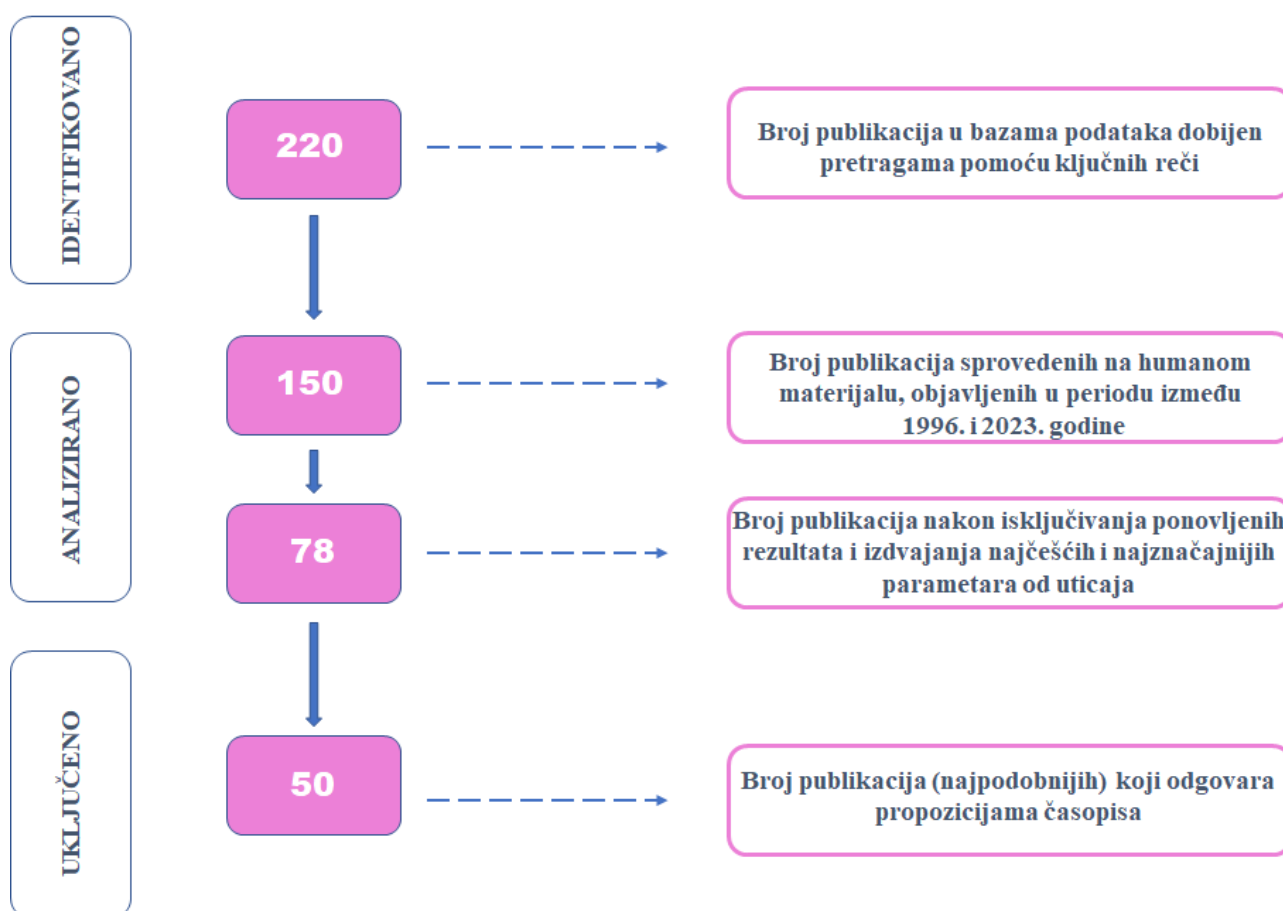 IDENTIFIKOVANO
220
Broj publikacija u bazama podataka dobijen
pretragama pomoću ključnih reči
ANALIZIRANO
150
Broj publikacija sprovedenih na humanom
materijalu, objavljenih u periodu između
1996. i 2023. godine
78
Broj publikacija nakon isključivanja ponovljenih
rezultata i izdvajanja najčešćih i najznačajnijih
parametara od uticaja
UKLJUČENO
50
Broj publikacija (najpodobnijih) koji odgovara
propozicijama časopisa